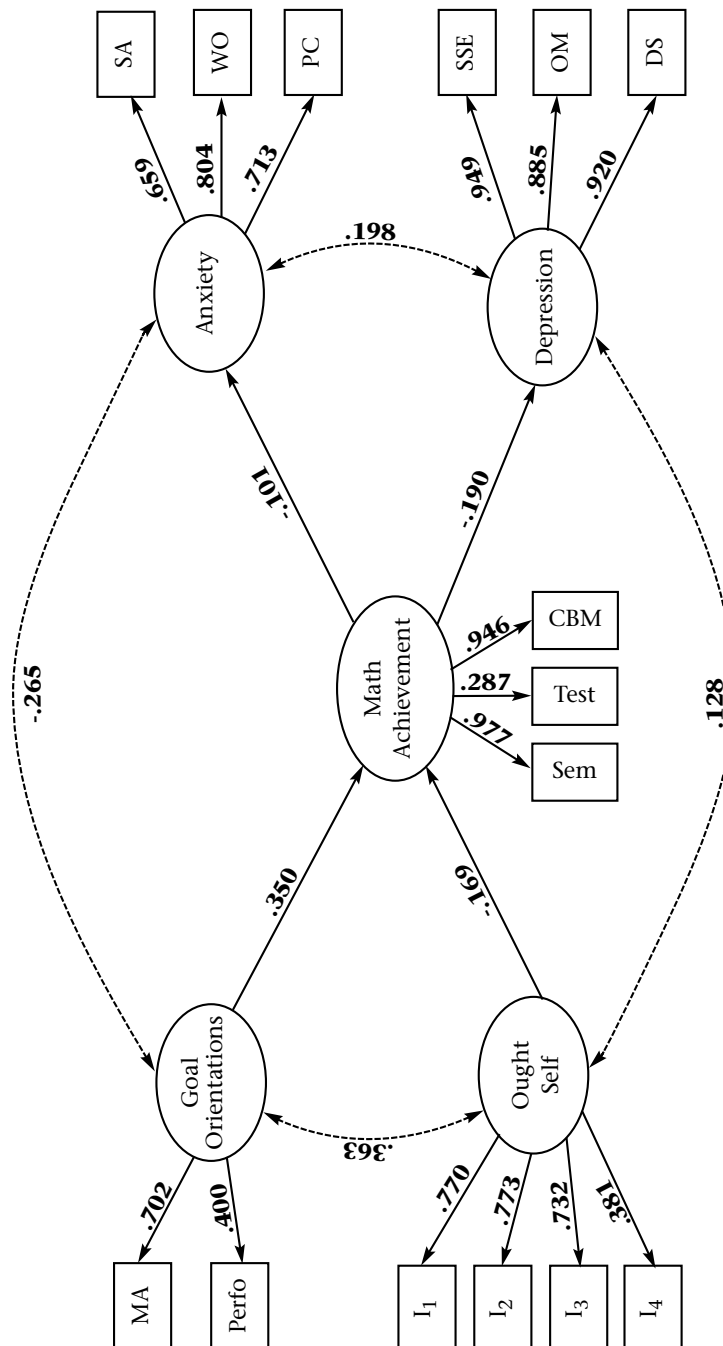 SA
WO
PC
SSE
OM
DS
.659
.804
.713
.949
.885
.920
Anxiety
.198
Depression
-.101
-.190
-.265
Math
Achievement
.946
.287
.977
CBM
Test
Sem
.128
.350
-.169
Goal
Orientations
.363
Ought
Self
.702
.400
.770
.773
.732
.381
MA
Perfo
I₁
I₂
I₃
I₄